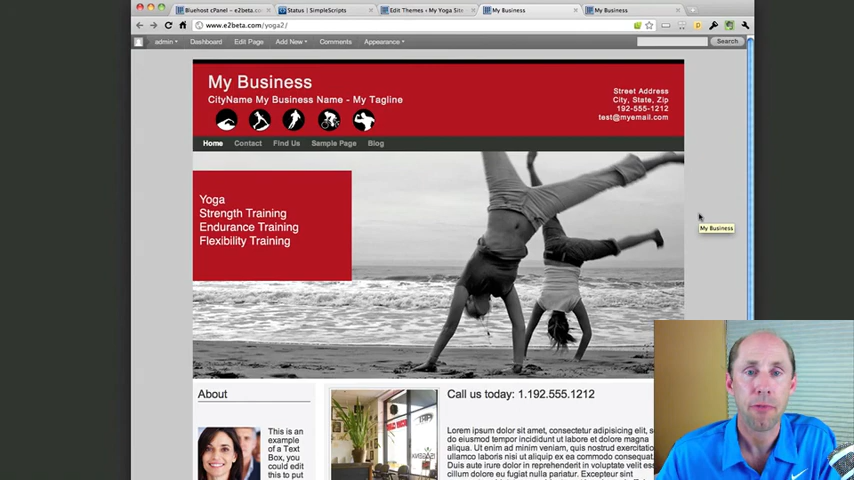 Bluehost cPanel – e2beta.co
Status | SimpleScripts
Edit Themes ‹ My Yoga Site
My Business
My Business
www.e2beta.com/yoga2/
admin
Dashboard
Edit Page
Add New
Comments
Appearance
Search
My Business
CityName My Business Name - My Tagline
Street Address
City, State, Zip
192-555-1212
test@myemail.com
Home
Contact
Find Us
Sample Page
Blog
Yoga
Strength Training
Endurance Training
Flexibility Training
My Business
About
This is an
example
of a Text
Box, you
could edit
this to put
Call us today: 1.192.555.1212
Lorem ipsum dolor sit amet, consectetur adipisicing elit, s
do eiusmod tempor incididunt ut labore et dolore magna
aliqua. Ut enim ad minim veniam, quis nostrud
exercitation ullamco laboris nisi ut aliquip ex ea co
Duis aute irure dolor in reprehenderit in voluptate velit ess
cillum dolore eu fugiat nulla pariatur. Excepteur sint